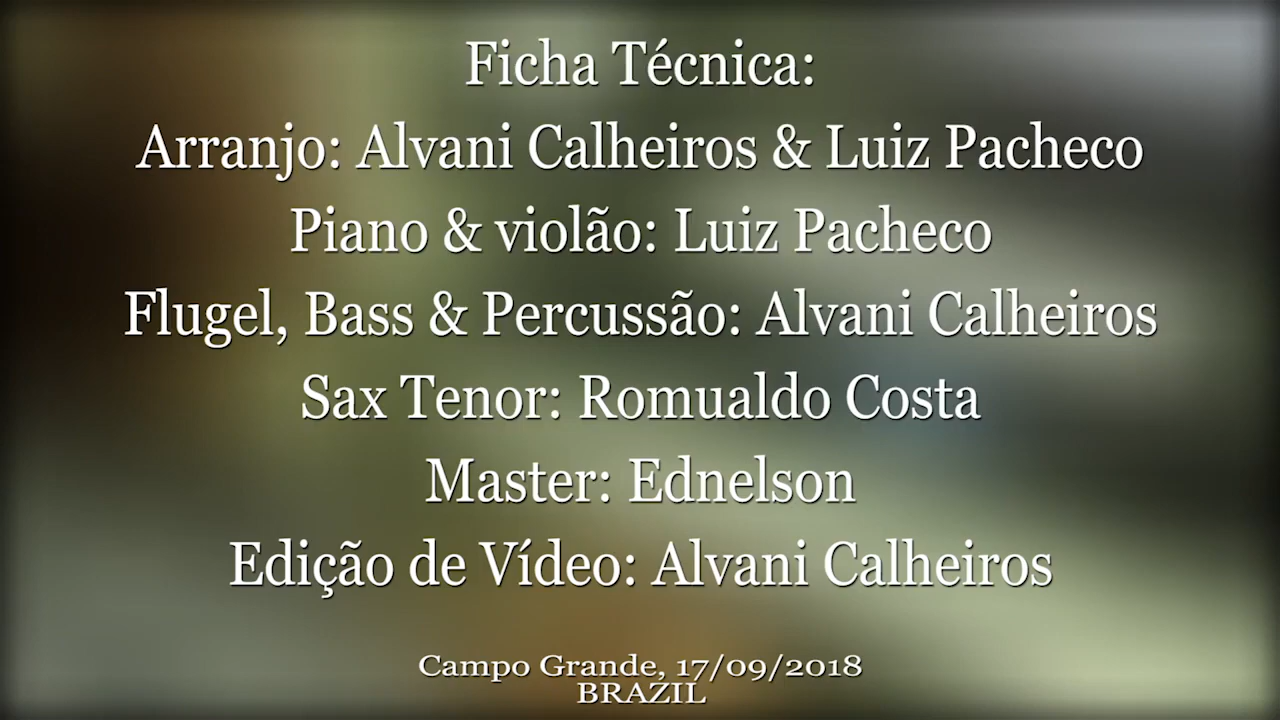 Ficha Técnica:
Arranjo: Alvani Calheiros & Luiz Pacheco
Piano & violão: Luiz Pacheco
Flugel, Bass & Percussão: Alvani Calheiros
Sax Tenor: Romualdo Costa
Master: Ednelson
Edição de Vídeo: Alvani Calheiros
Campo Grande, 17/09/2018
BRAZIL